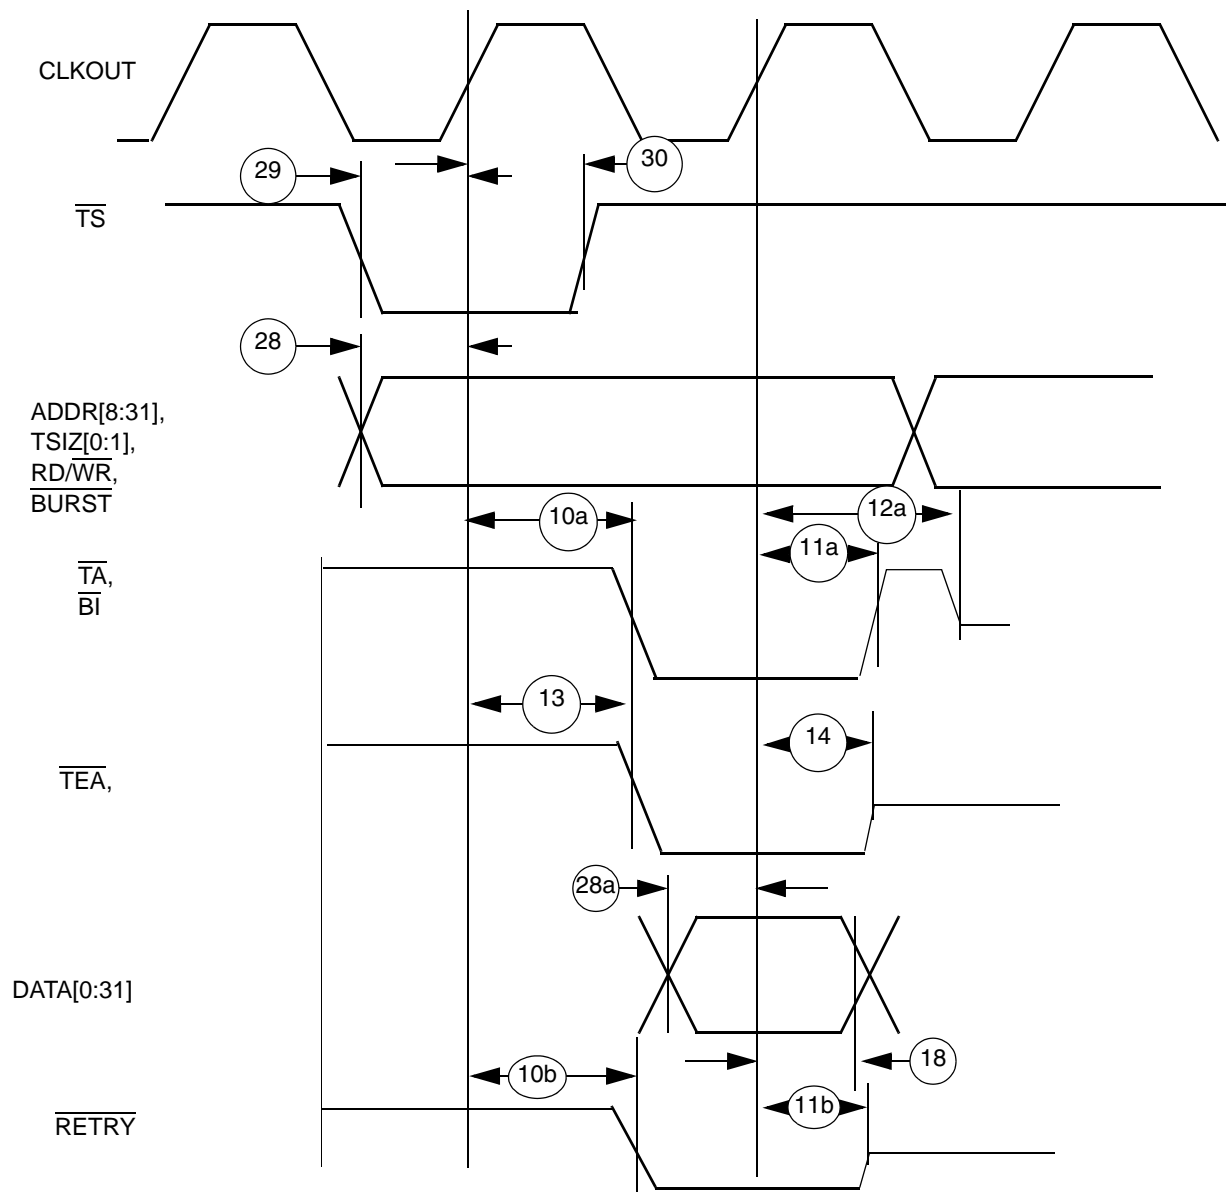 CLKOUT
29
30
TS
28
ADDR[8:31],
TSIZ[0:1],
RD/WR,
BURST
10a
12a
11a
TA,
BI
13
14
TEA,
28a
DATA[0:31]
10b
18
11b
RETRY